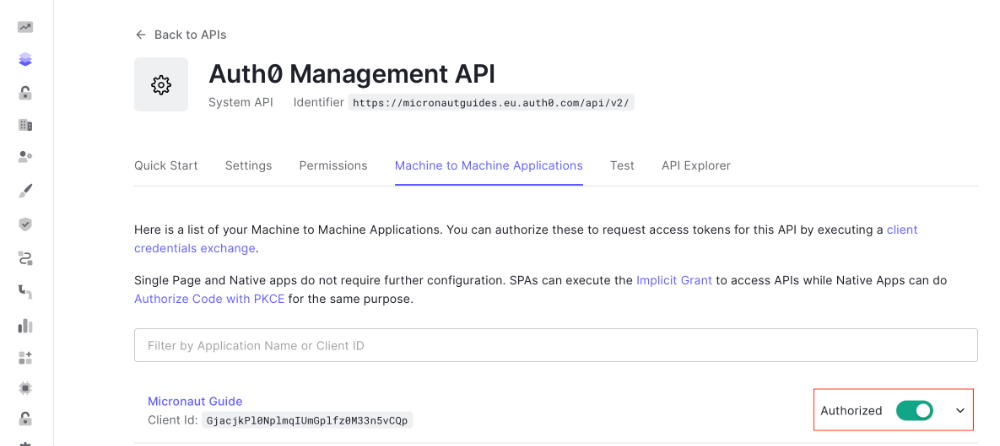 Back to APIs
Auth0 Management API
System API Identifier https://micronautguides.eu.auth0.com/api/v2/
Quick Start Settings Permissions Machine to Machine Applications Test API Explorer
Here is a list of your Machine to Machine Applications. You can authorize these to request access tokens for this API by executing a client
credentials exchange.
Single Page and Native apps do not require further configuration. SPAs can execute the Implicit Grant to access APIs while Native Apps can do
Authorize Code with PKCE for the same purpose.
Filter by Application Name or Client ID
Micronaut Guide
Authorized
Client Id: GjacjkPl0NplmqIUmGplfz0M33n5vCQp